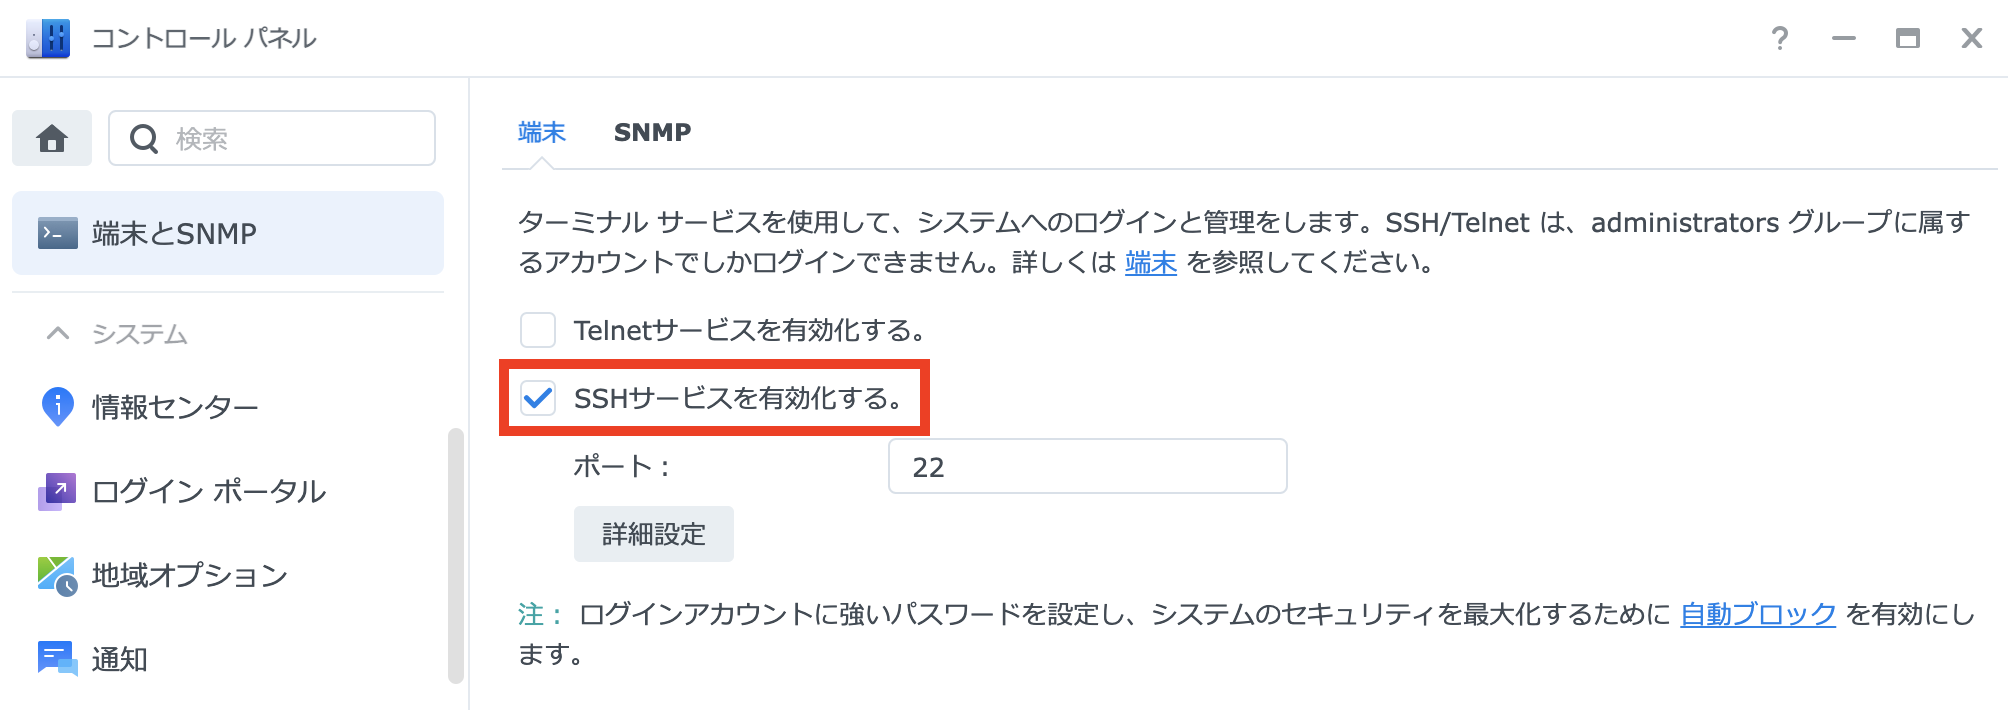 コントロール パネル
検索
端末とSNMP
システム
情報センター
ログイン ポータル
地域オプション
通知
端末
SNMP
ターミナル サービスを使用して、システムへのログインと管理をします。SSH/Telnet は、administrators グループに属す
るアカウントでしかログインできません。詳しくは 端末 を参照してください。
Telnetサービスを有効化する。
SSHサービスを有効化する。
ポート：
22
詳細設定
注： ログインアカウントに強いパスワードを設定し、システムのセキュリティを最大化するために 自動ブロック を有効にし
ます。